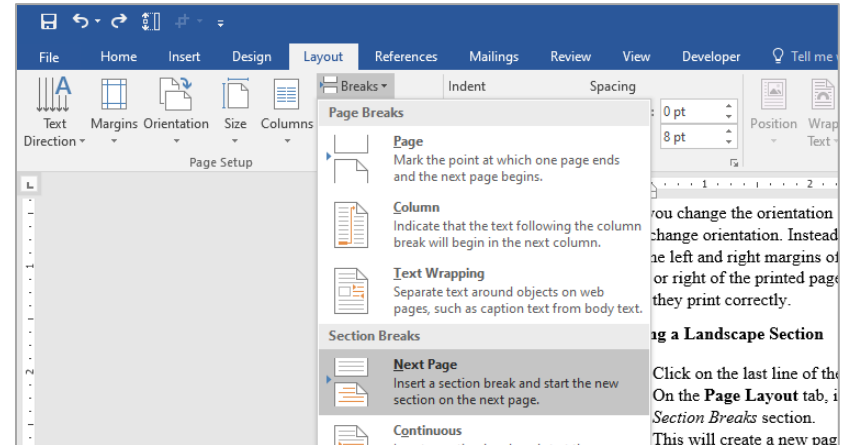 File Home Insert Design Layout References Mailings Review View Developer Tell me
Breaks Indent Spacing
Text Direction Margins Orientation Size Columns
Page Setup
0 pt
8 pt
Position Wrap Text
Page Breaks
Page
Mark the point at which one page ends
and the next page begins.
Column
Indicate that the text following the column
break will begin in the next column.
Text Wrapping
Separate text around objects on web
pages, such as caption text from body text.
Section Breaks
Next Page
Insert a section break and start the new
section on the next page.
Continuous
L
1 2
1
2
you change the orientation
change orientation. Instead
the left and right margins of
or right of the printed page
they print correctly.
ng a Landscape Section
Click on the last line of the
On the Page Layout tab, i
Section Breaks section.
This will create a new pag